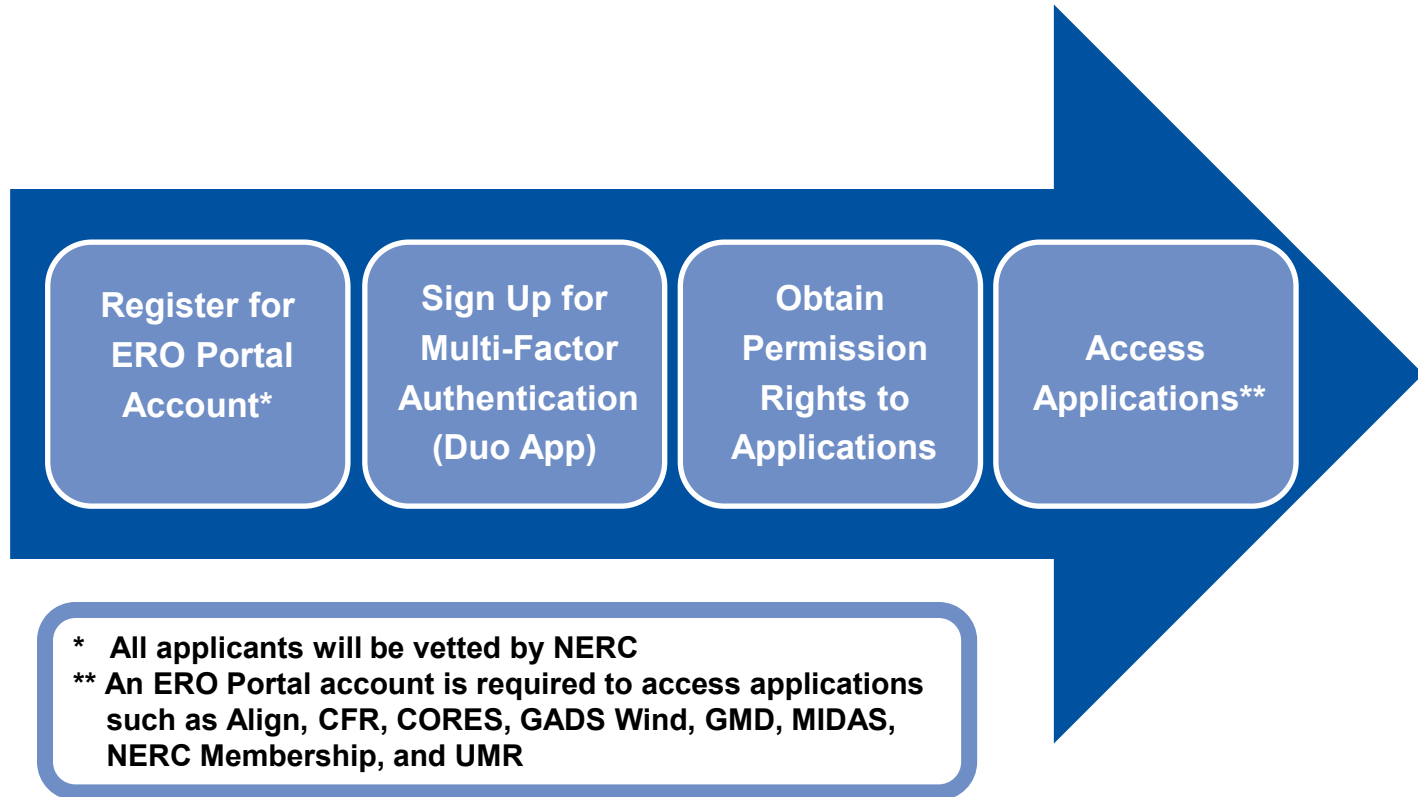 Register for
ERO Portal
Account*
Sign Up for
Multi-Factor
Authentication
(Duo App)
Obtain
Permission
Rights to
Applications
Access
Applications**
* All applicants will be vetted by NERC
** An ERO Portal account is required to access applications
such as Align, CFR, CORES, GADS Wind, GMD, MIDAS,
NERC Membership, and UMR